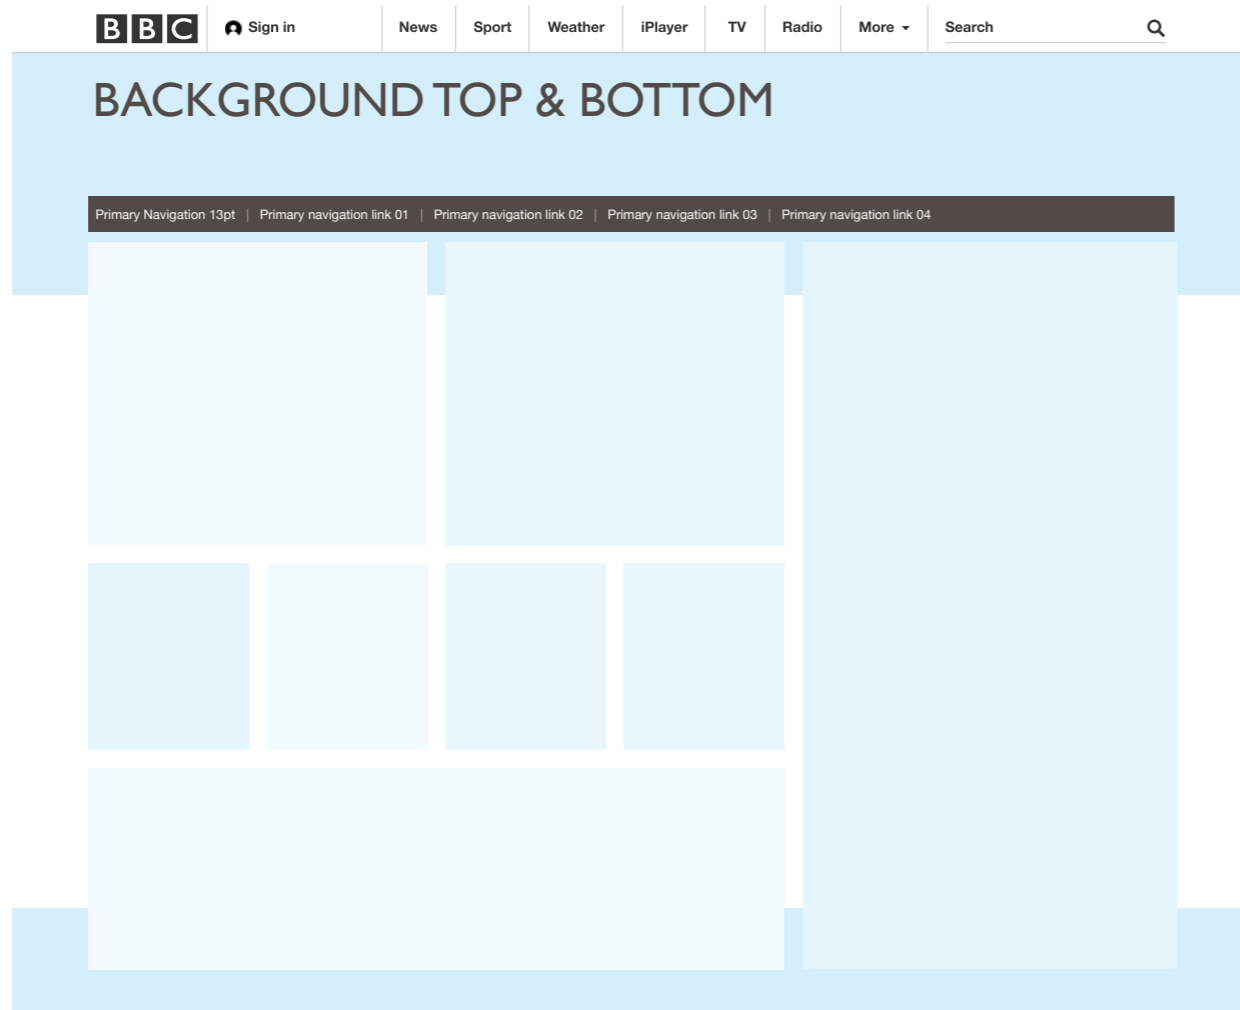 BBC Sign in News Sport Weather iPlayer TV Radio More Search
BACKGROUND TOP & BOTTOM
Primary Navigation 13pt | Primary navigation link 01 | Primary navigation link 02 | Primary navigation link 03 | Primary navigation link 04